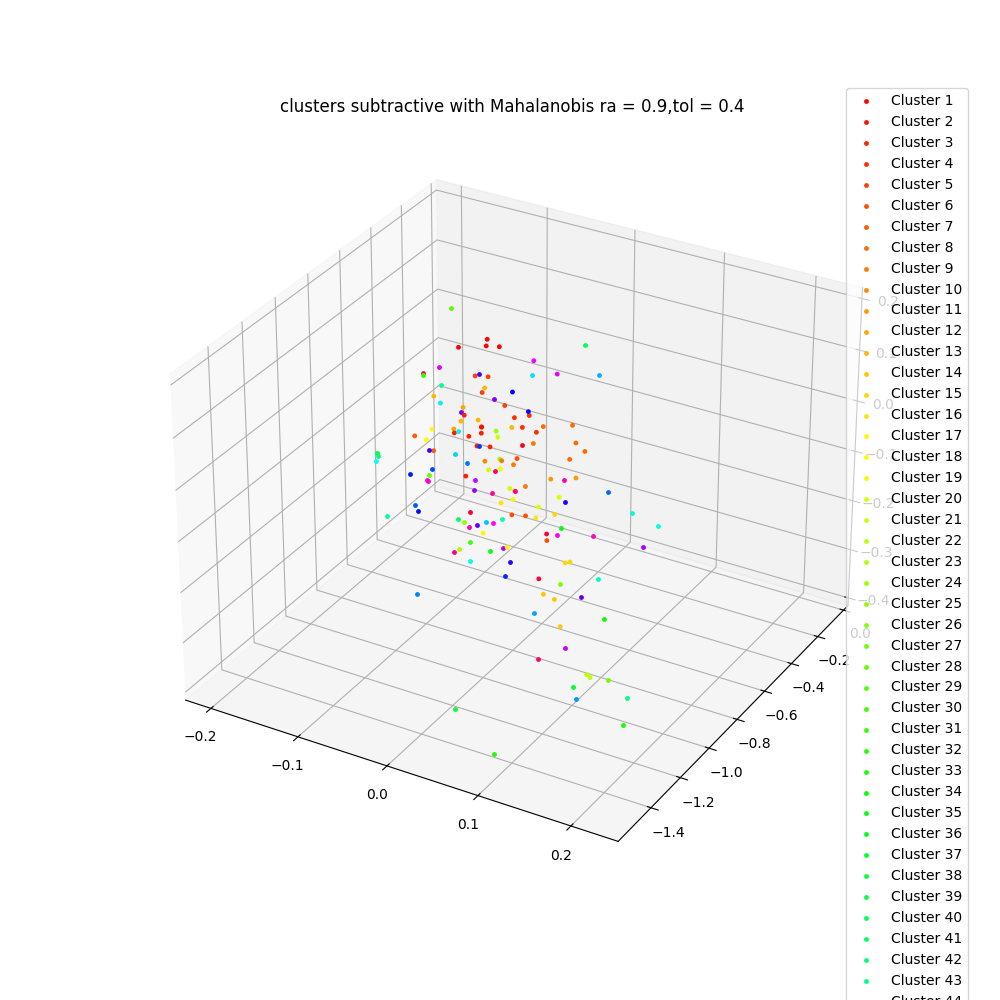 clusters subtractive with Mahalanobis ra = 0.9,tol = 0.4
Cluster 1
Cluster 2
Cluster 3
Cluster 4
Cluster 5
Cluster 6
Cluster 7
Cluster 8
Cluster 9
Cluster 10
Cluster 11
Cluster 12
Cluster 13
Cluster 14
Cluster 15
Cluster 16
Cluster 17
Cluster 18
Cluster 19
Cluster 20
Cluster 21
Cluster 22
Cluster 23
Cluster 24
Cluster 25
Cluster 26
Cluster 27
Cluster 28
Cluster 29
Cluster 30
Cluster 31
Cluster 32
Cluster 33
Cluster 34
Cluster 35
Cluster 36
Cluster 37
Cluster 38
Cluster 39
Cluster 40
Cluster 41
Cluster 42
Cluster 43
Cluster 44
0.2
0.1
0.0
−0.1
−0.2
−0.3
−0.4
0.0
−0.2
−0.4
−0.6
−0.8
−1.0
−1.2
−1.4
−0.2
−0.1
0.0
0.1
0.2